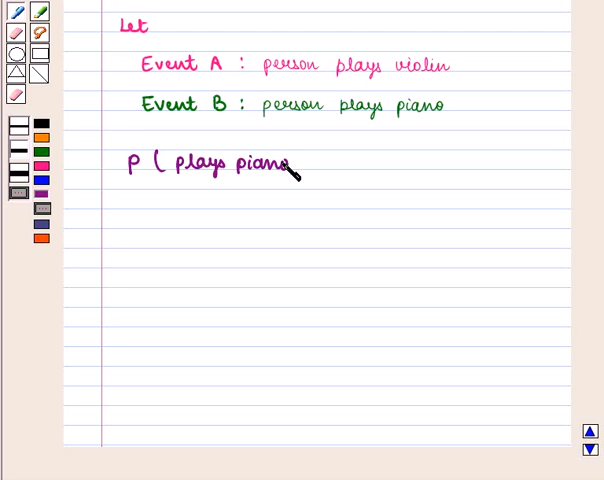 Let
Event A : person plays violin
Event B : person plays piano
P ( plays piano